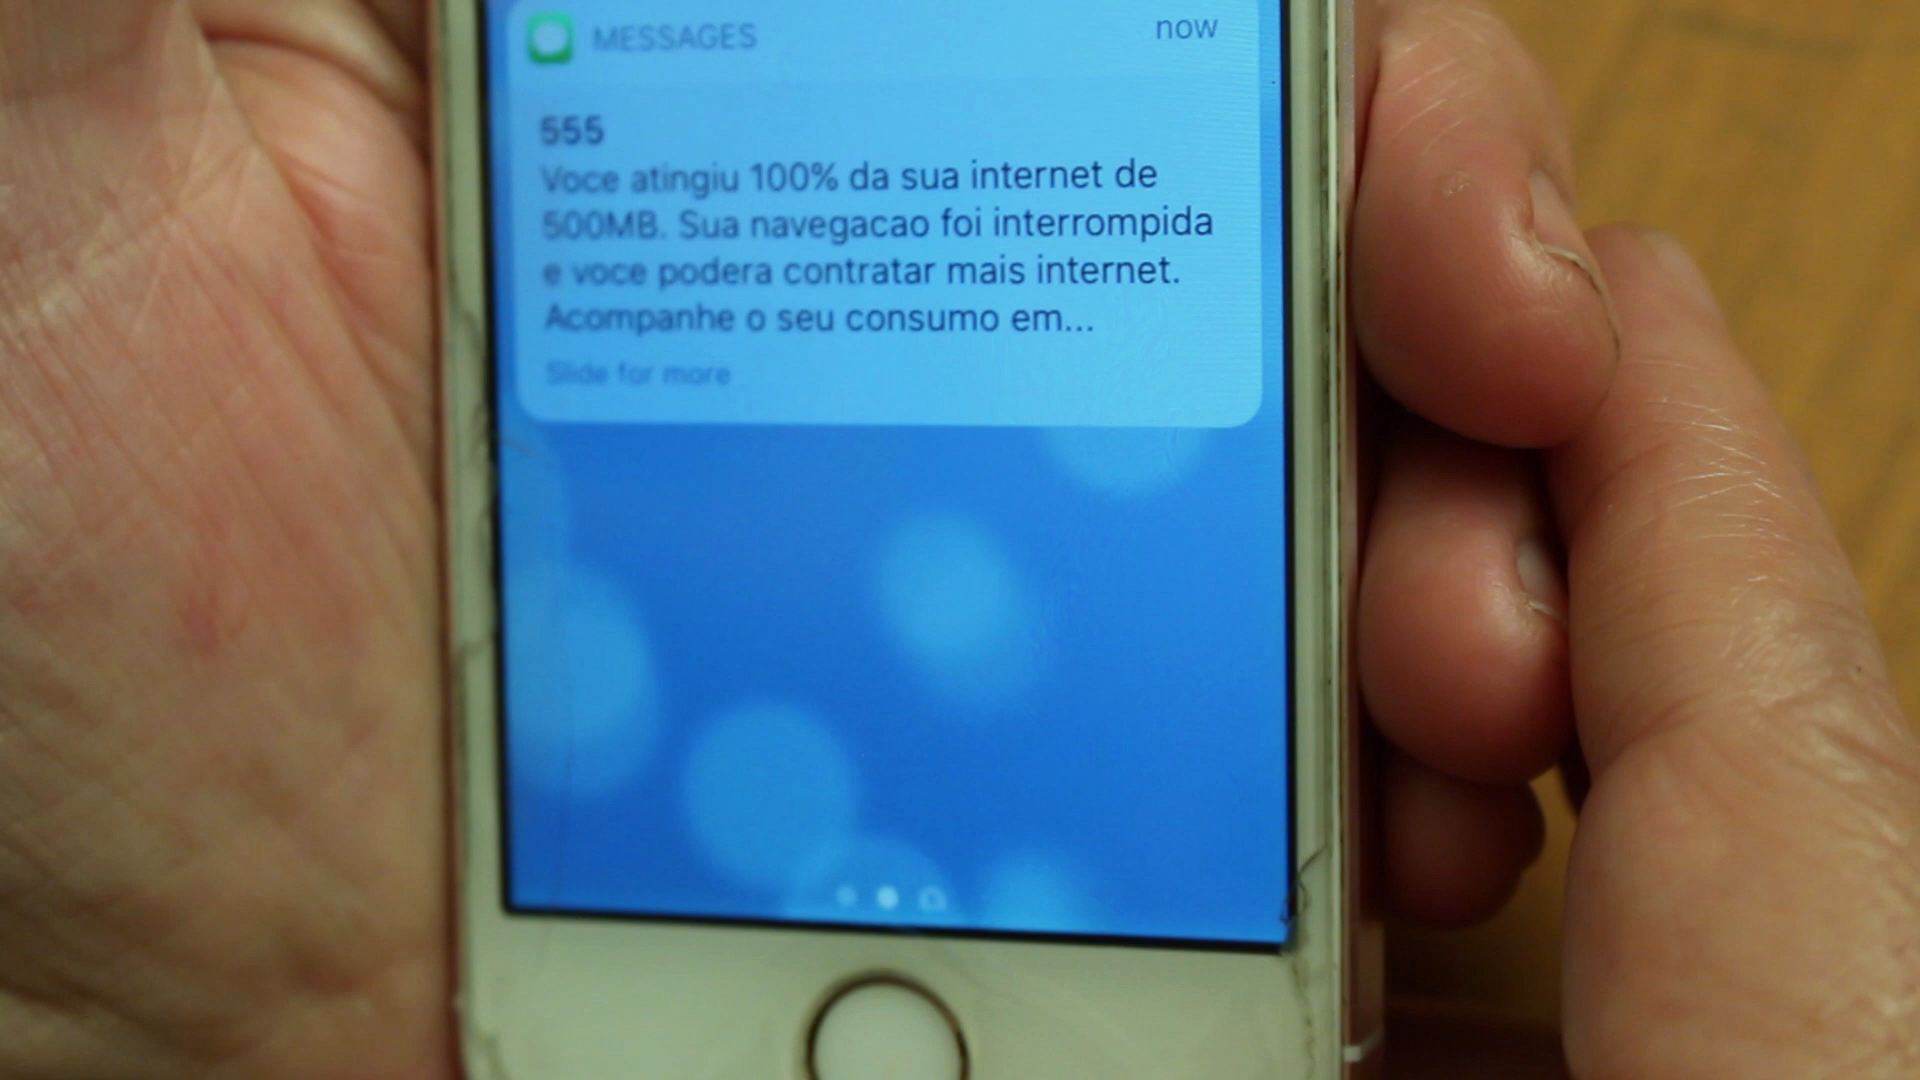 MESSAGES now
555
Voce atingiu 100% da sua internet de
500MB. Sua navegacao foi interrompida
e voce podera contratar mais internet.
Acompanhe o seu consumo em...
Slide for more